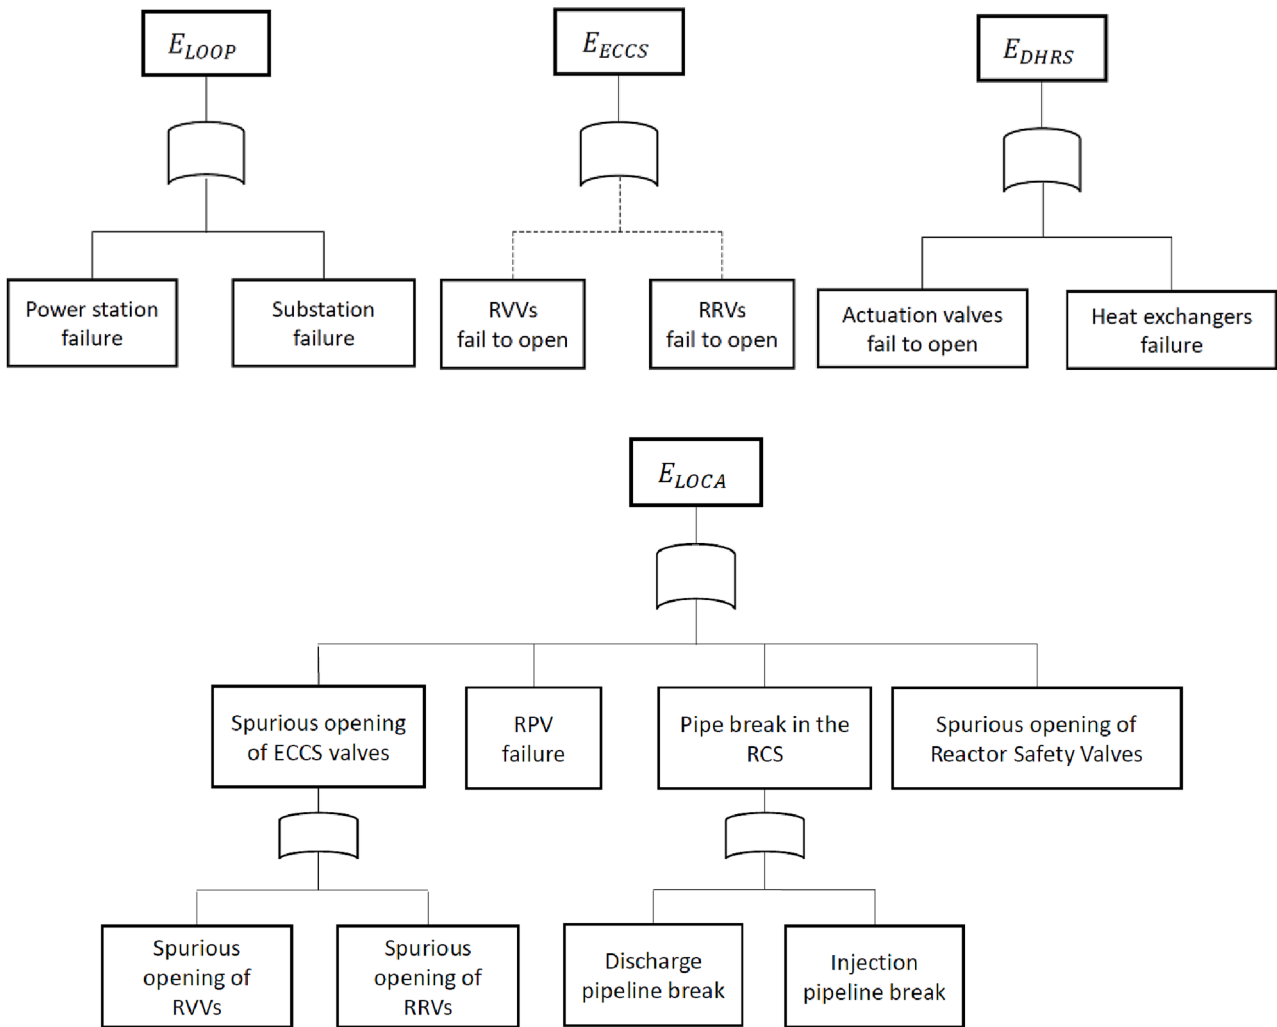 E_LOOP
E_ECCS
E_DHRS
Power station
failure
Substation
failure
RVVs
fail to open
RRVs
fail to open
Actuation valves
fail to open
Heat exchangers
failure
E_LOCA
Spurious opening
of ECCS valves
RPV
failure
Pipe break in the
RCS
Spurious opening of
Reactor Safety Valves
Spurious
opening of
RVVs
Spurious
opening of
RRVs
Discharge
pipeline break
Injection
pipeline break